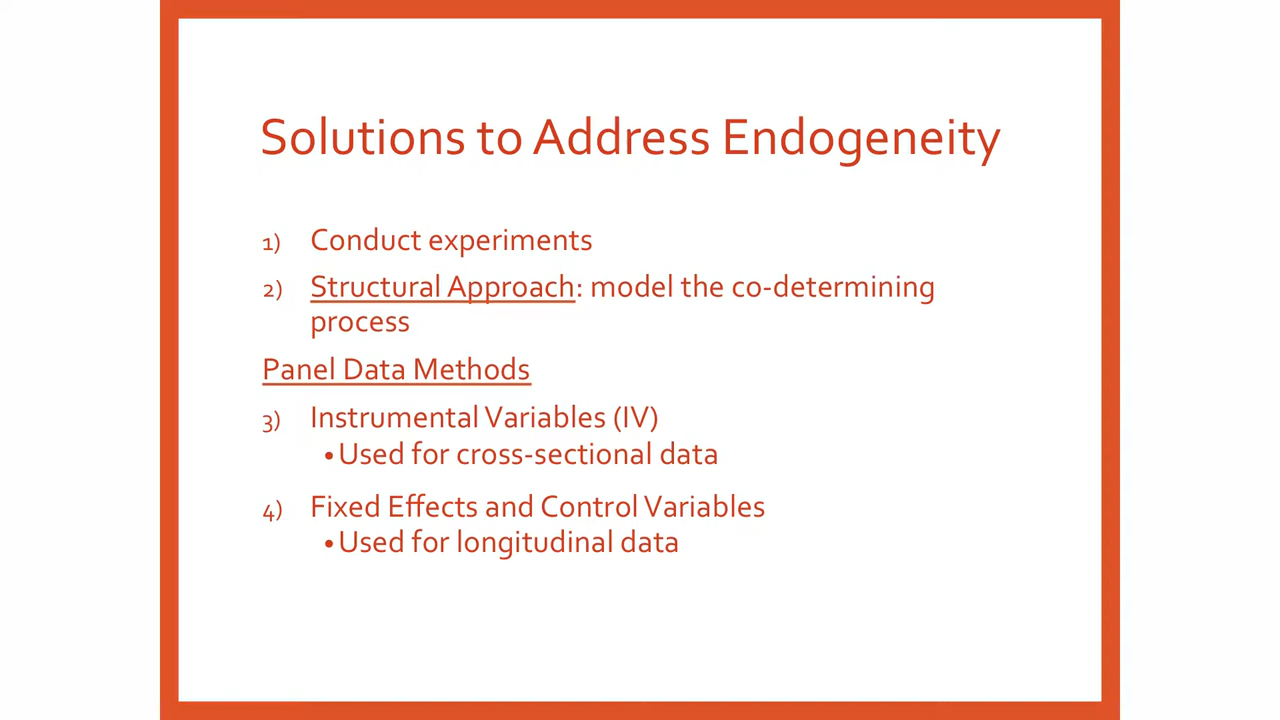 Solutions to Address Endogeneity
1) Conduct experiments
2) Structural Approach: model the co-determining
process
Panel Data Methods
3) Instrumental Variables (IV)
• Used for cross-sectional data
4) Fixed Effects and Control Variables
• Used for longitudinal data